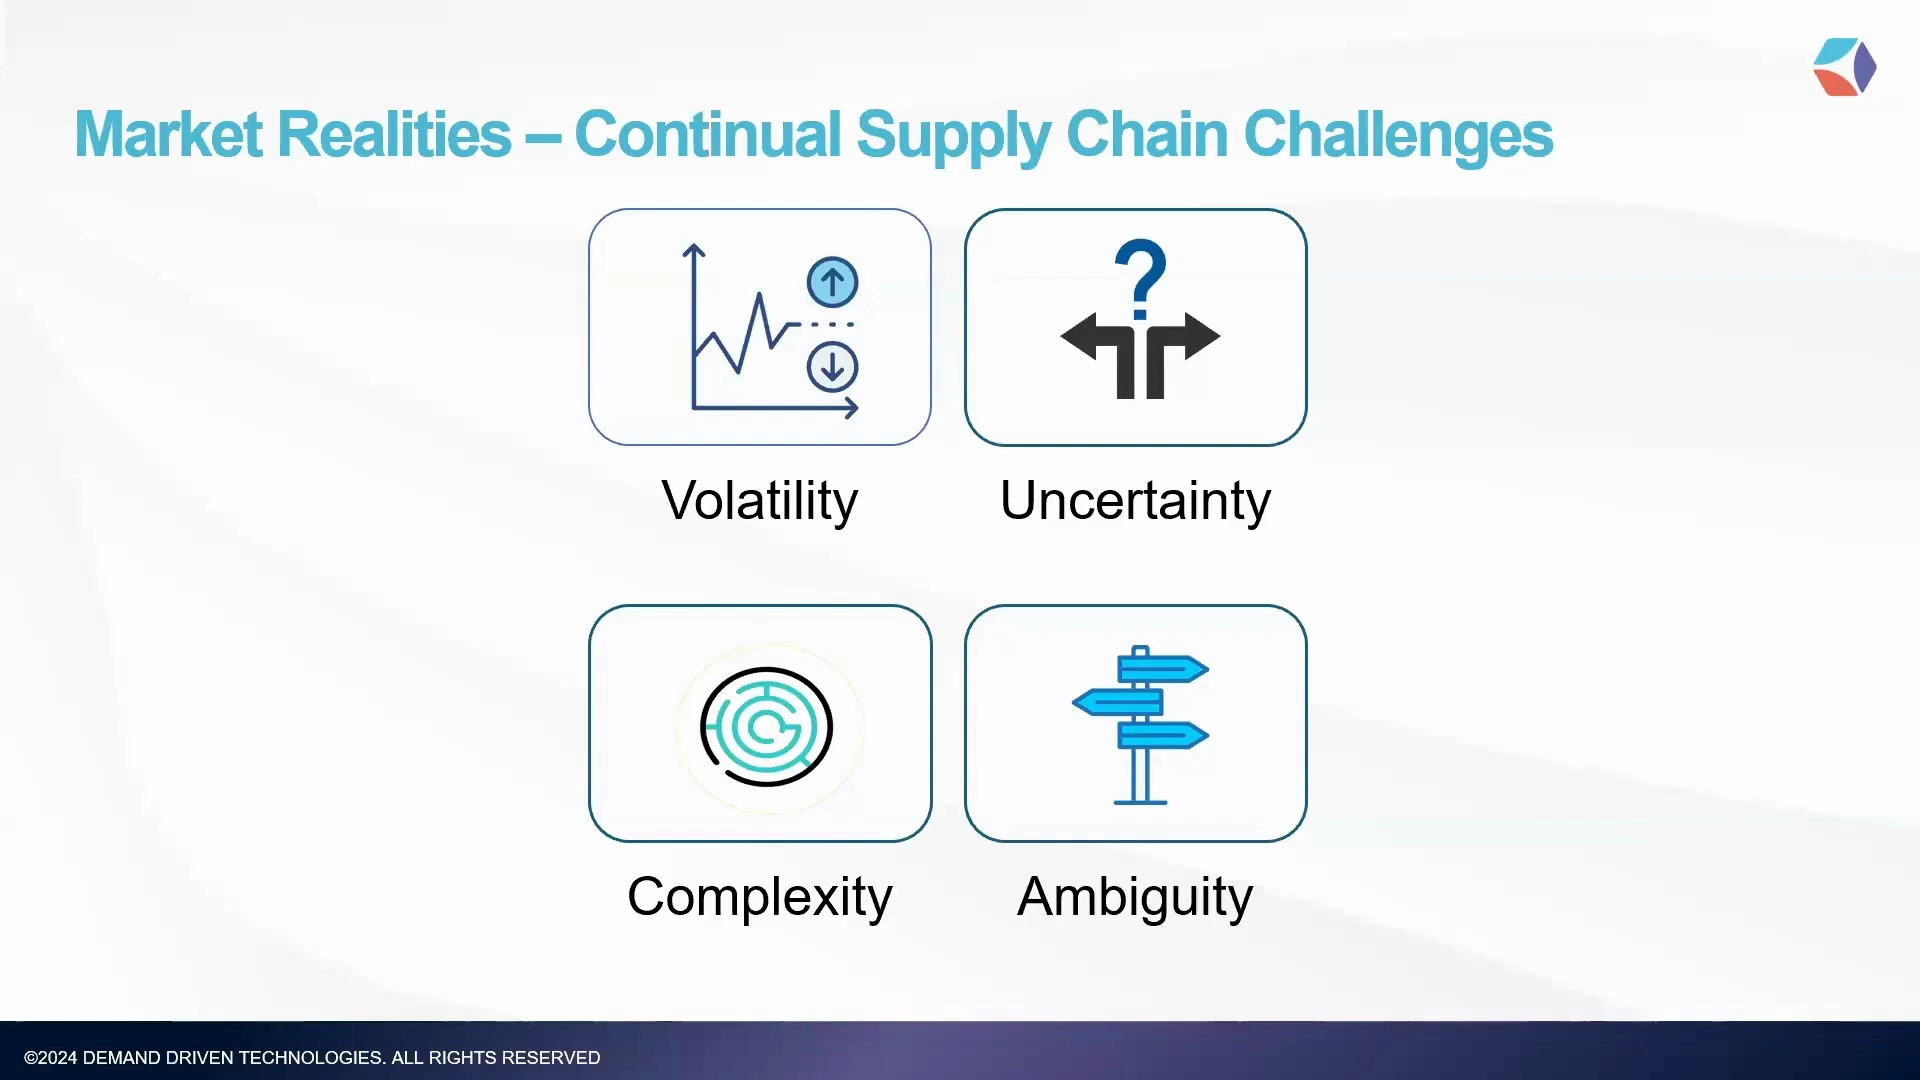 Market Realities – Continual Supply Chain Challenges
Volatility
Uncertainty
Complexity
Ambiguity
©2024 DEMAND DRIVEN TECHNOLOGIES. ALL RIGHTS RESERVED